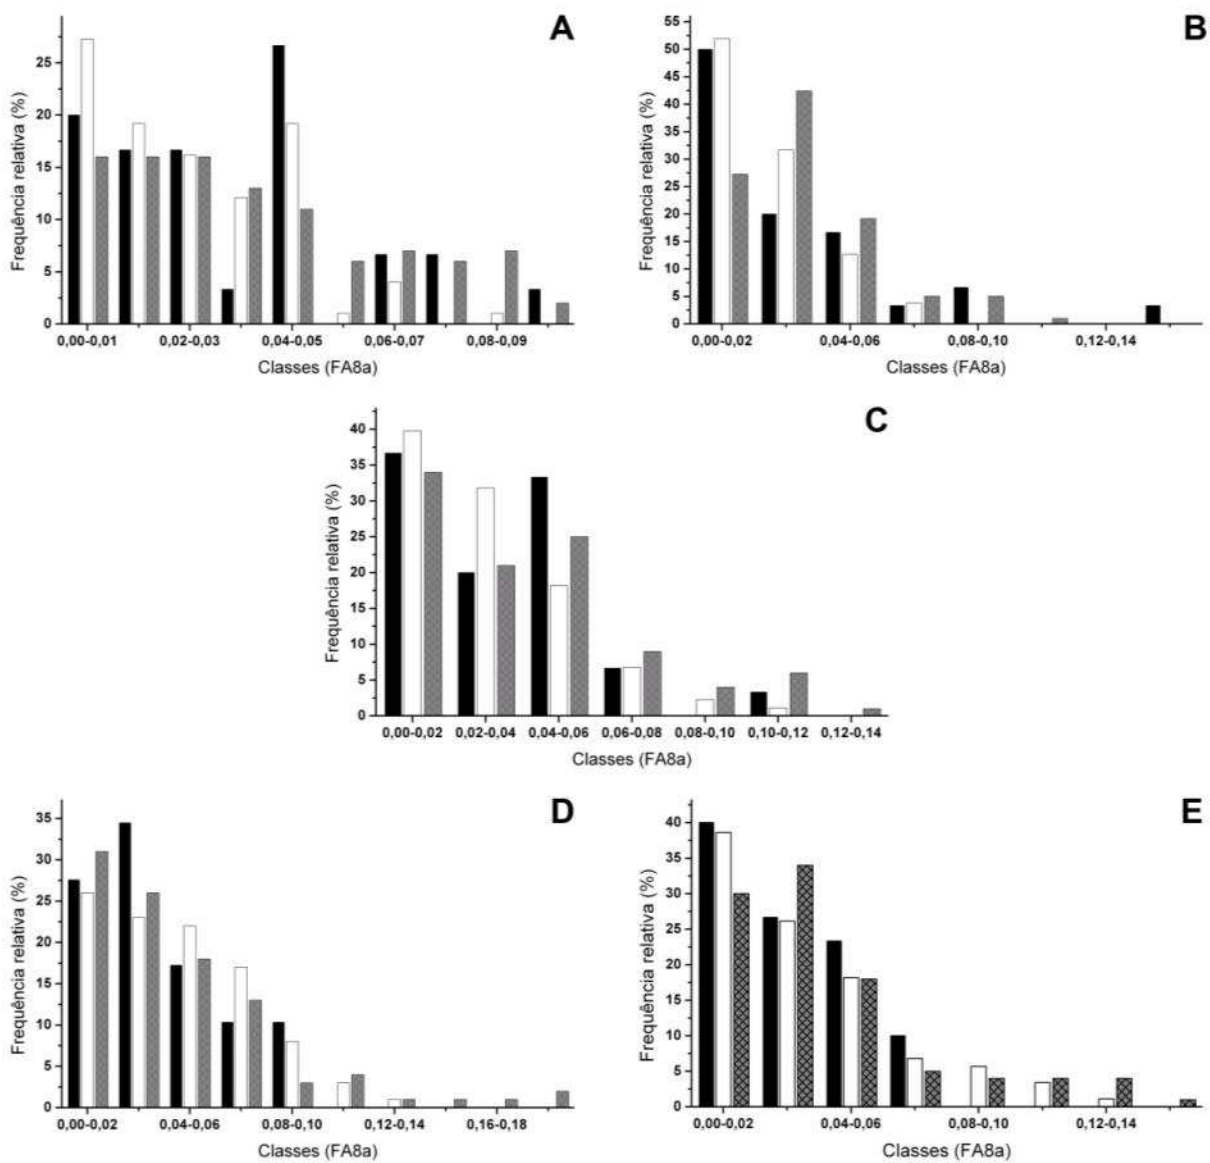 A
Frequência relativa (%)
25
20
15
10
5
0
0,00-0,01 0,02-0,03 0,04-0,05 0,06-0,07 0,08-0,09
Classes (FA8a)
B
Frequência relativa (%)
55
50
45
40
35
30
25
20
15
10
5
0
0,00-0,02 0,04-0,06 0,08-0,10 0,12-0,14
Classes (FA8a)
C
Frequência relativa (%)
40
35
30
25
20
15
10
5
0
0,00-0,02 0,02-0,04 0,04-0,06 0,06-0,08 0,08-0,10 0,10-0,12 0,12-0,14
Classes (FA8a)
D
Frequência relativa (%)
35
30
25
20
15
10
5
0
0,00-0,02 0,04-0,06 0,08-0,10 0,12-0,14 0,16-0,18
Classes (FA8a)
E
Frequência relativa (%)
40
35
30
25
20
15
10
5
0
0,00-0,02 0,04-0,06 0,08-0,10 0,12-0,14
Classes (FA8a)